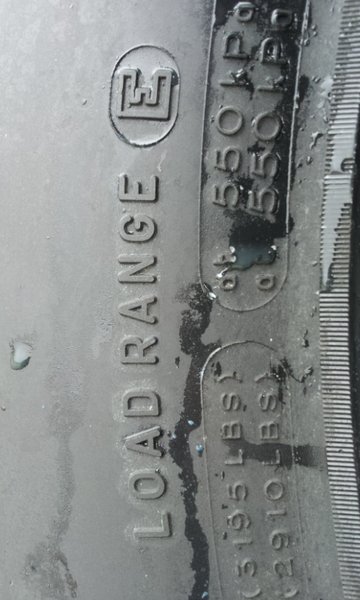 LOAD RANGE E
(3195 LBS) at 550 kPa
(2910 LBS) at 550 kPa